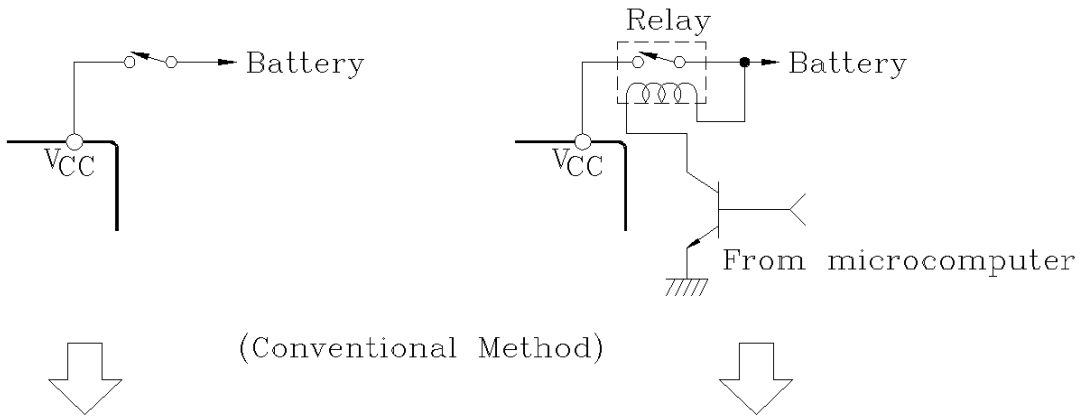 Relay
Battery
Battery
VCC
VCC
From microcomputer
(Conventional Method)